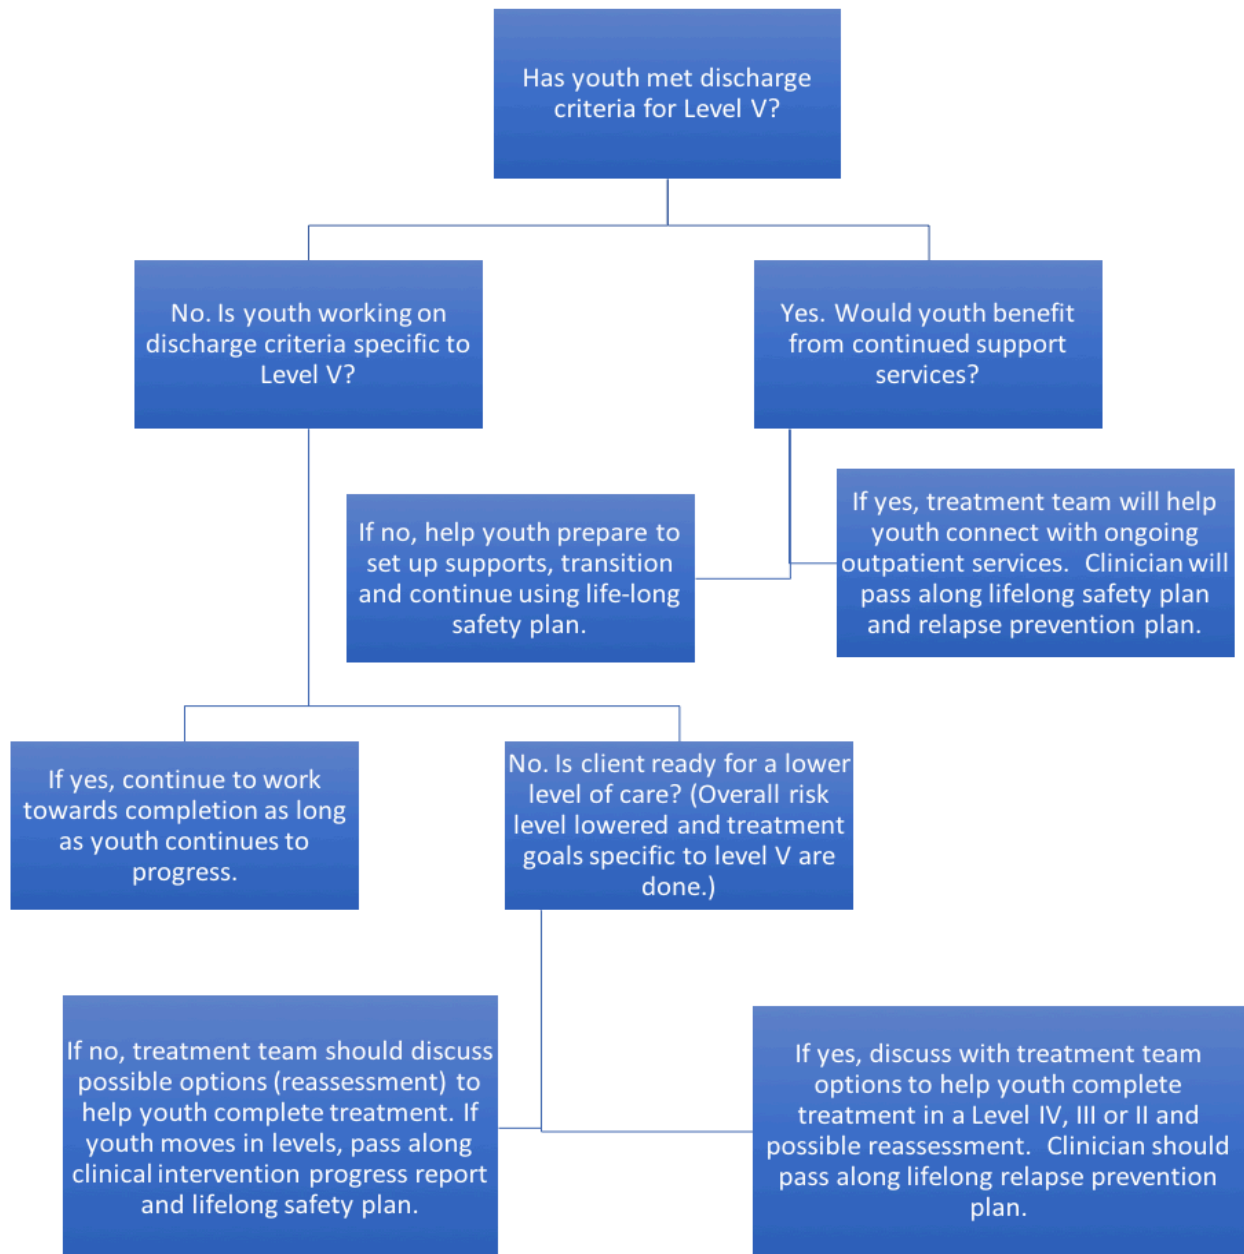 Has youth met discharge
criteria for Level V?
No. Is youth working on
discharge criteria specific to
Level V?
Yes. Would youth benefit
from continued support
services?
If no, help youth prepare to
set up supports, transition
and continue using life-long
safety plan.
If yes, treatment team will help
youth connect with ongoing
outpatient services.  Clinician will
pass along lifelong safety plan
and relapse prevention plan.
If yes, continue to work
towards completion as long
as youth continues to
progress.
No. Is client ready for a lower
level of care? (Overall risk
level lowered and treatment
goals specific to level V are
done.)
If no, treatment team should discuss
possible options (reassessment) to
help youth complete treatment. If
youth moves in levels, pass along
clinical intervention progress report
and lifelong safety plan.
If yes, discuss with treatment team
options to help youth complete
treatment in a Level IV, III or II and
possible reassessment.  Clinician should
pass along lifelong relapse prevention
plan.